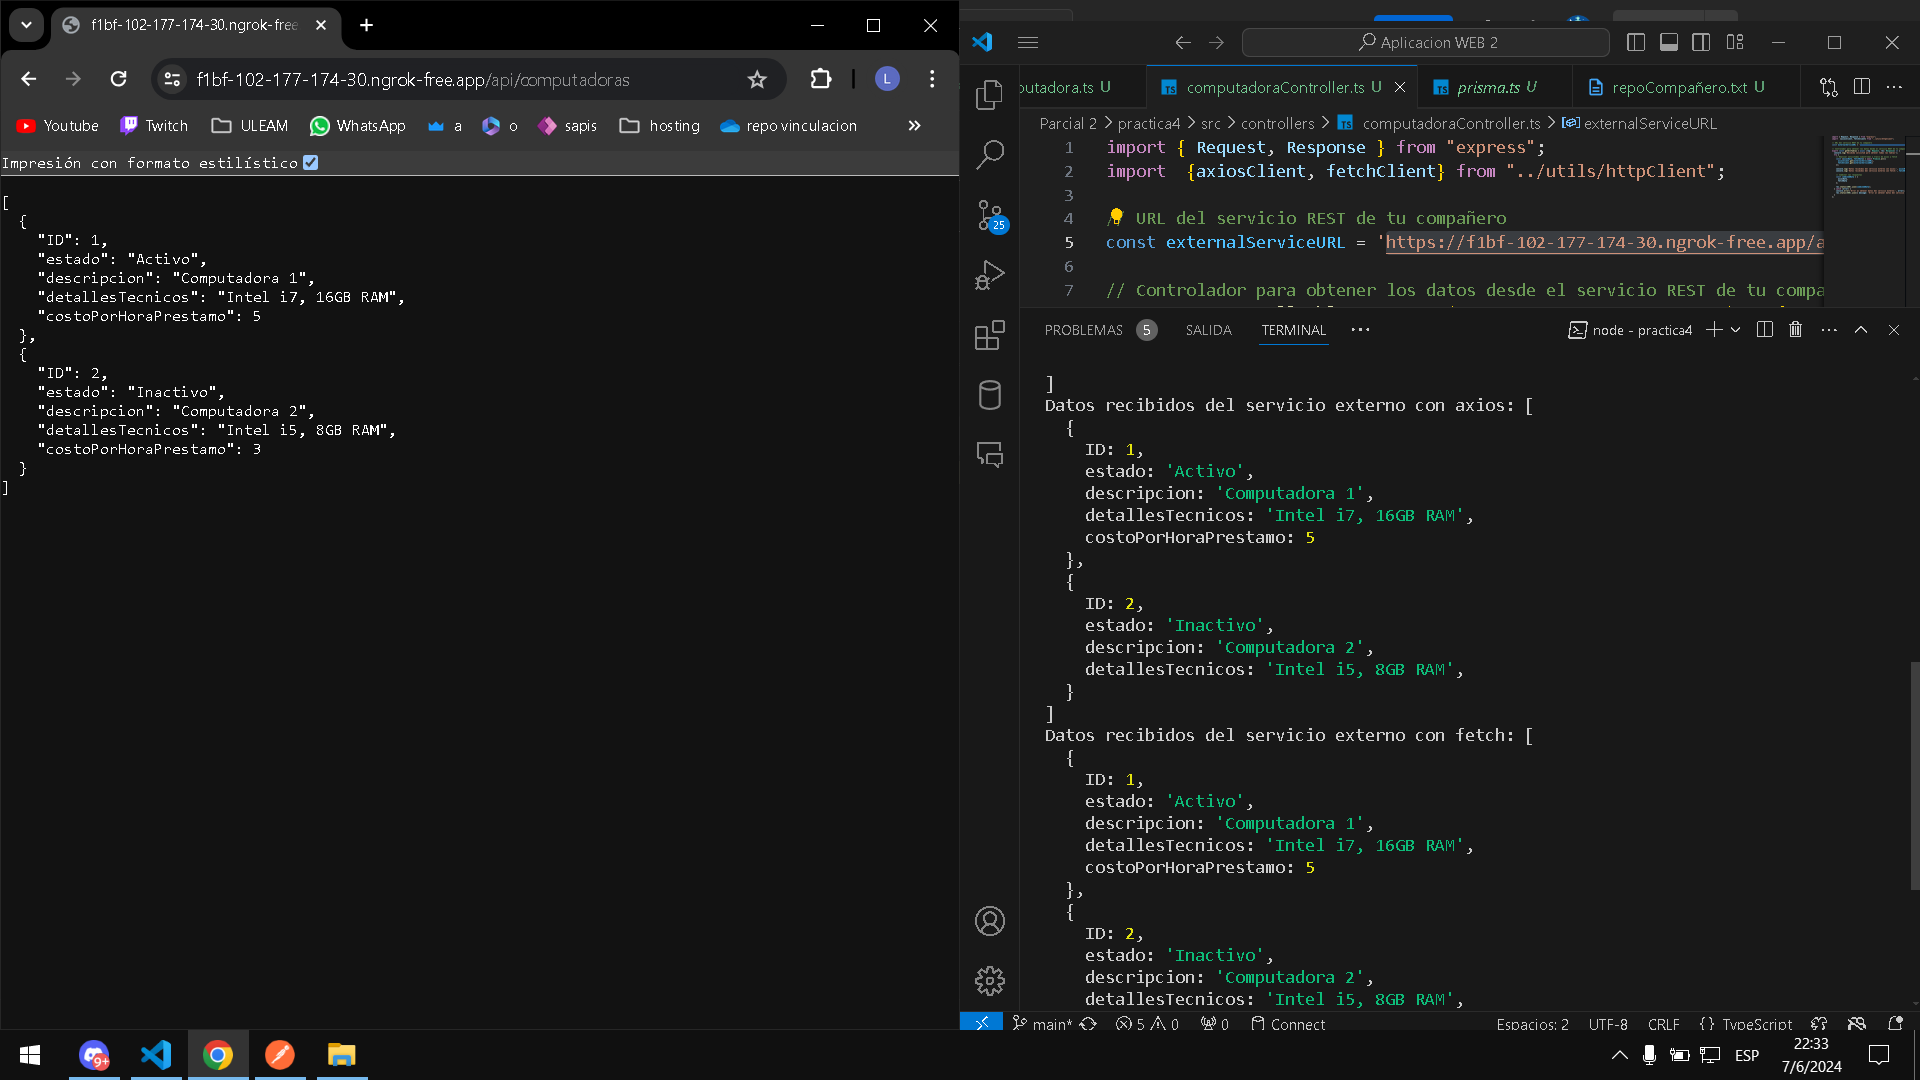 f1bf-102-177-174-30.ngrok-free
f1bf-102-177-174-30.ngrok-free.app/api/computadoras
L
Youtube
Twitch
ULEAM
WhatsApp
a
o
sapis
hosting
repo vinculacion
»
Impresión con formato estilístico
[
  {
    "ID": 1,
    "estado": "Activo",
    "descripcion": "Computadora 1",
    "detallesTecnicos": "Intel i7, 16GB RAM",
    "costoPorHoraPrestamo": 5
  },
  {
    "ID": 2,
    "estado": "Inactivo",
    "descripcion": "Computadora 2",
    "detallesTecnicos": "Intel i5, 8GB RAM",
    "costoPorHoraPrestamo": 3
  }
]
Aplicacion WEB 2
putadora.ts U
TS computadoraController.ts U
TS prisma.ts U
repoCompañero.txt U
Parcial 2 > practica4 > src > controllers > TS computadoraController.ts > externalServiceURL
1 import { Request, Response } from "express";
2 import  {axiosClient, fetchClient} from "../utils/httpClient";
3
4 / URL del servicio REST de tu compañero
5 const externalServiceURL = 'https://f1bf-102-177-174-30.ngrok-free.app/a
6
7 // Controlador para obtener los datos desde el servicio REST de tu compa
25
PROBLEMAS 5
SALIDA
TERMINAL
node - practica4
]
Datos recibidos del servicio externo con axios: [
  {
    ID: 1,
    estado: 'Activo',
    descripcion: 'Computadora 1',
    detallesTecnicos: 'Intel i7, 16GB RAM',
    costoPorHoraPrestamo: 5
  },
  {
    ID: 2,
    estado: 'Inactivo',
    descripcion: 'Computadora 2',
    detallesTecnicos: 'Intel i5, 8GB RAM',
  }
]
Datos recibidos del servicio externo con fetch: [
  {
    ID: 1,
    estado: 'Activo',
    descripcion: 'Computadora 1',
    detallesTecnicos: 'Intel i7, 16GB RAM',
    costoPorHoraPrestamo: 5
  },
  {
    ID: 2,
    estado: 'Inactivo',
    descripcion: 'Computadora 2',
    detallesTecnicos: 'Intel i5, 8GB RAM',
main*
5
0
0
Connect
Espacios: 2
UTF-8
CRLF
{ } TypeScript
9+
ESP
22:33
7/6/2024